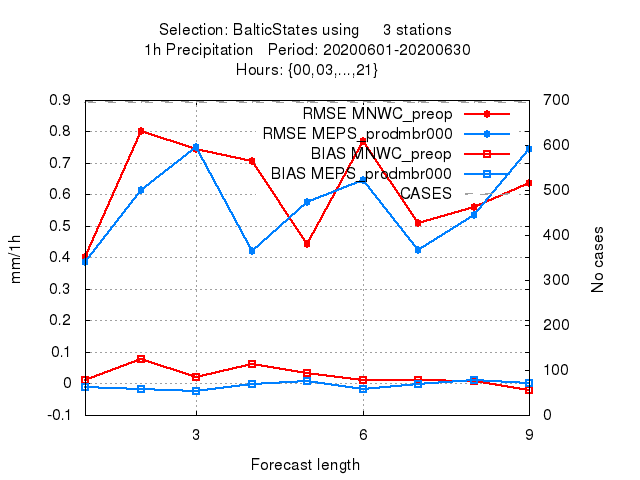 Selection: BalticStates using 3 stations
1h Precipitation Period: 20200601-20200630
Hours: {00,03,...,21}
RMSE MNWC_preop
RMSE MEPS_prodmbr000
BIAS MNWC_preop
BIAS MEPS_prodmbr000
CASES
0.9
0.8
0.7
0.6
0.5
0.4
0.3
0.2
0.1
0
-0.1
mm/1h
700
600
500
400
300
200
100
0
No cases
3 6 9
Forecast length